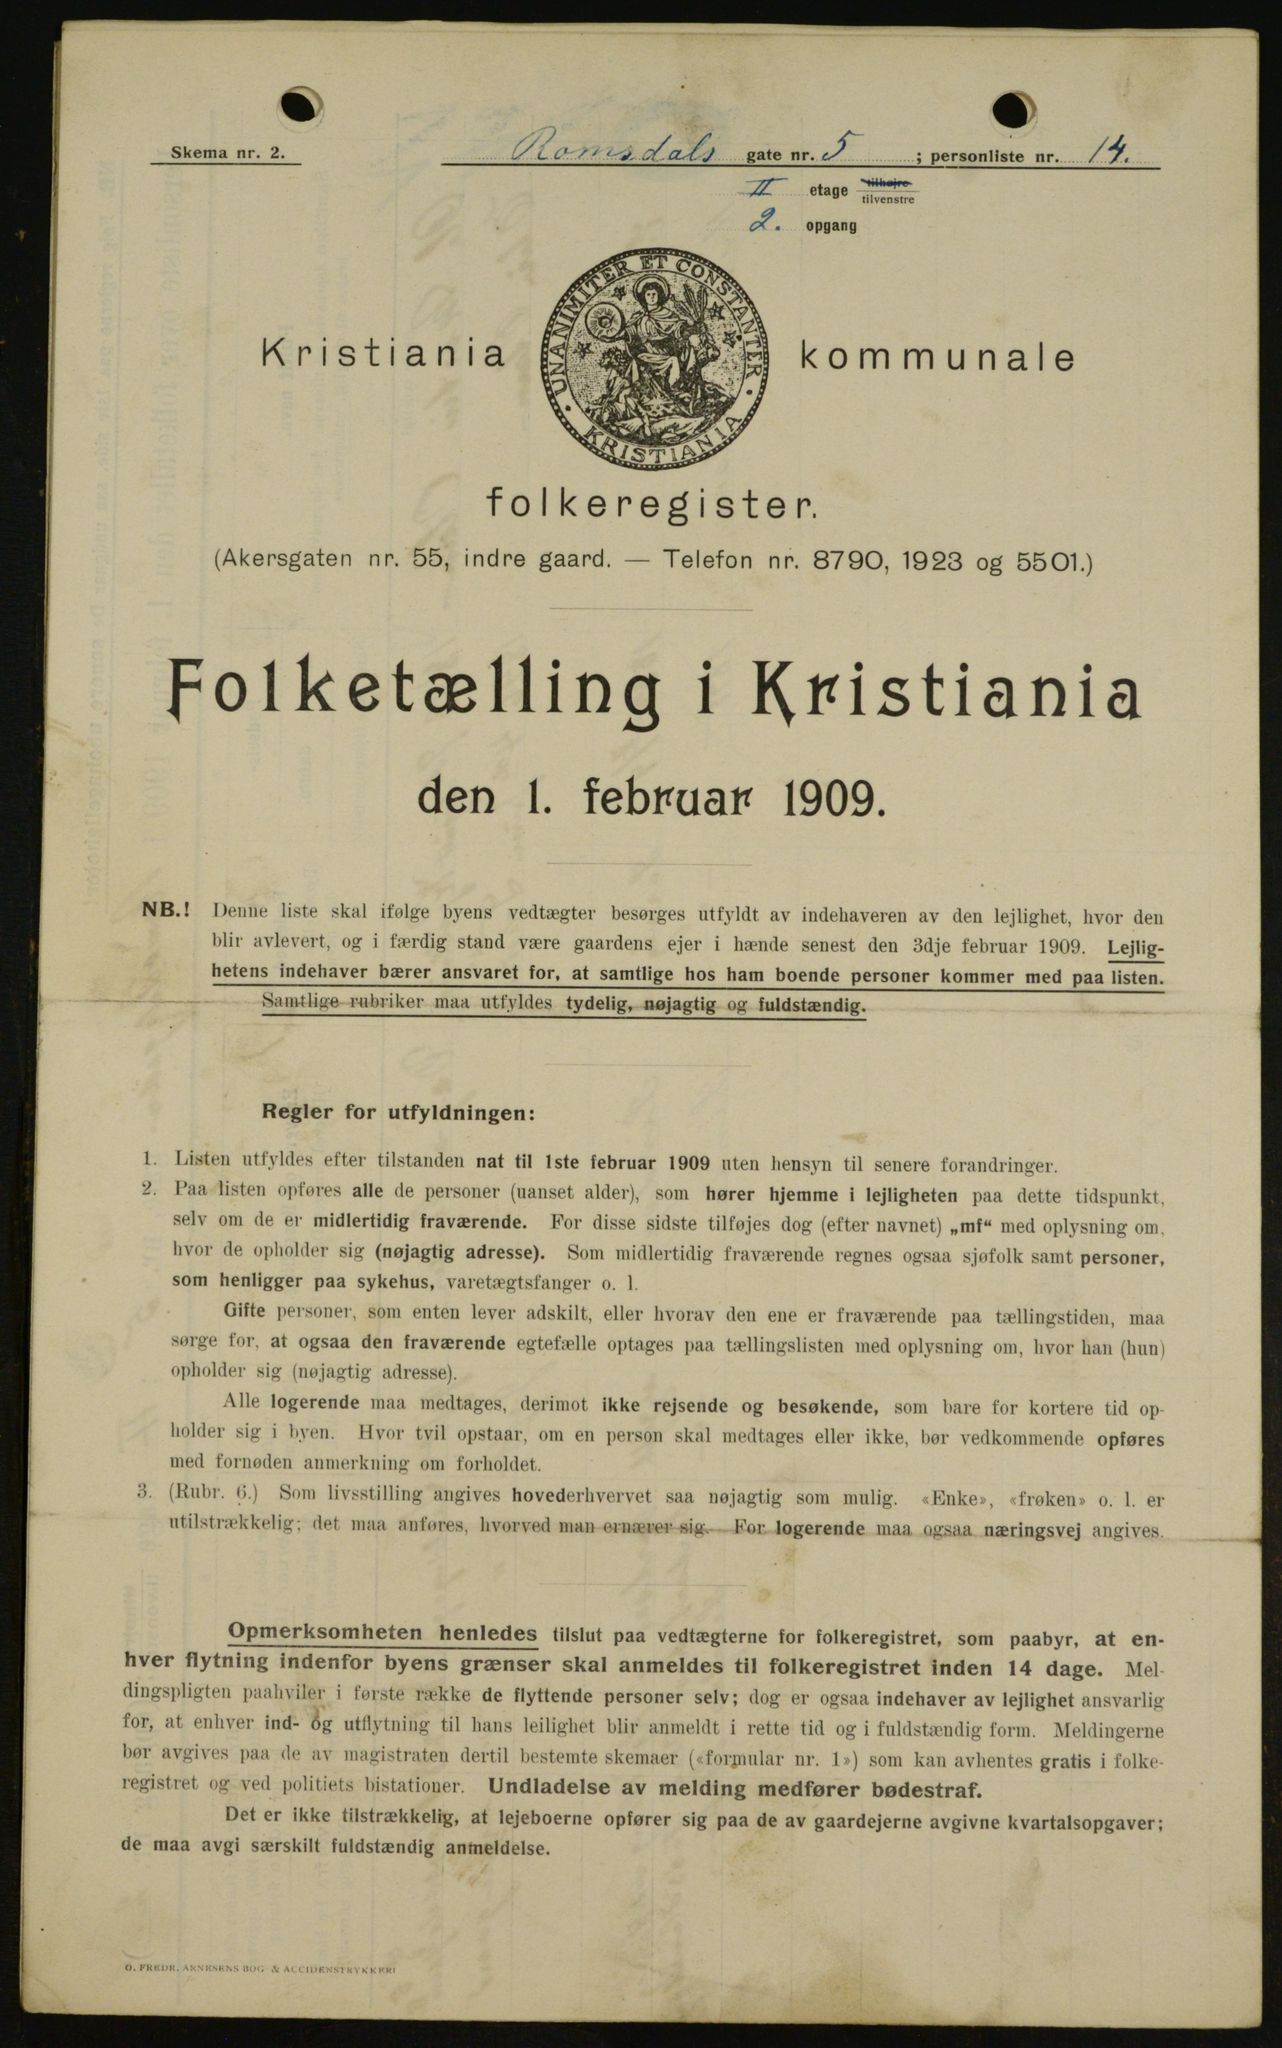 Skema nr. 2.
Romsdals gate nr. 5 ; personliste nr. 14.
II etage tilhøjre
tilvenstre
2. opgang
UNANIMITER ET CONSTANTER · KRISTIANIA ·
Kristiania kommunale
folkeregister.
(Akersgaten nr. 55, indre gaard. — Telefon nr. 8790, 1923 og 5501.)
Folketælling i Kristiania
den 1. februar 1909.
NB.! Denne liste skal ifølge byens vedtægter besørges utfyldt av indehaveren av den lejlighet, hvor den
blir avlevert, og i færdig stand være gaardens ejer i hænde senest den 3dje februar 1909. Lejlig-
hetens indehaver bærer ansvaret for, at samtlige hos ham boende personer kommer med paa listen.
Samtlige rubriker maa utfyldes tydelig, nøjagtig og fuldstændig.
Regler for utfyldningen:
1. Listen utfyldes efter tilstanden nat til 1ste februar 1909 uten hensyn til senere forandringer.
2. Paa listen opføres alle de personer (uanset alder), som hører hjemme i lejligheten paa dette tidspunkt,
selv om de er midlertidig fraværende. For disse sidste tilføjes dog (efter navnet) „mf“ med oplysning om,
hvor de opholder sig (nøjagtig adresse). Som midlertidig fraværende regnes ogsaa sjøfolk samt personer,
som henligger paa sykehus, varetægtsfanger o. l.
Gifte personer, som enten lever adskilt, eller hvorav den ene er fraværende paa tællingstiden, maa
sørge for, at ogsaa den fraværende egtefælle optages paa tællingslisten med oplysning om, hvor han (hun)
opholder sig (nøjagtig adresse).
Alle logerende maa medtages, derimot ikke rejsende og besøkende, som bare for kortere tid op-
holder sig i byen. Hvor tvil opstaar, om en person skal medtages eller ikke, bør vedkommende opføres
med fornøden anmerkning om forholdet.
3. (Rubr. 6.) Som livsstilling angives hovederhvervet saa nøjagtig som mulig. «Enke», «frøken» o. l. er
utilstrækkelig; det maa anføres, hvorved man ernærer sig. For logerende maa ogsaa næringsvej angives.
Opmerksomheten henledes tilslut paa vedtægterne for folkeregistret, som paabyr, at en-
hver flytning indenfor byens grænser skal anmeldes til folkeregistret inden 14 dage. Mel-
dingspligten paahviler i første række de flyttende personer selv; dog er ogsaa indehaver av lejlighet ansvarlig
for, at enhver ind- og utflytning til hans leilighet blir anmeldt i rette tid og i fuldstændig form. Meldingerne
bør avgives paa de av magistraten dertil bestemte skemaer («formular nr. 1») som kan avhentes gratis i folke-
registret og ved politiets bistationer. Undladelse av melding medfører bødestraf.
Det er ikke tilstrækkelig, at lejeboerne opfører sig paa de av gaardejerne avgivne kvartalsopgaver;
de maa avgi særskilt fuldstændig anmeldelse.
O. FREDR. ARNESENS BOG- & ACCIDENSTRYKKERI